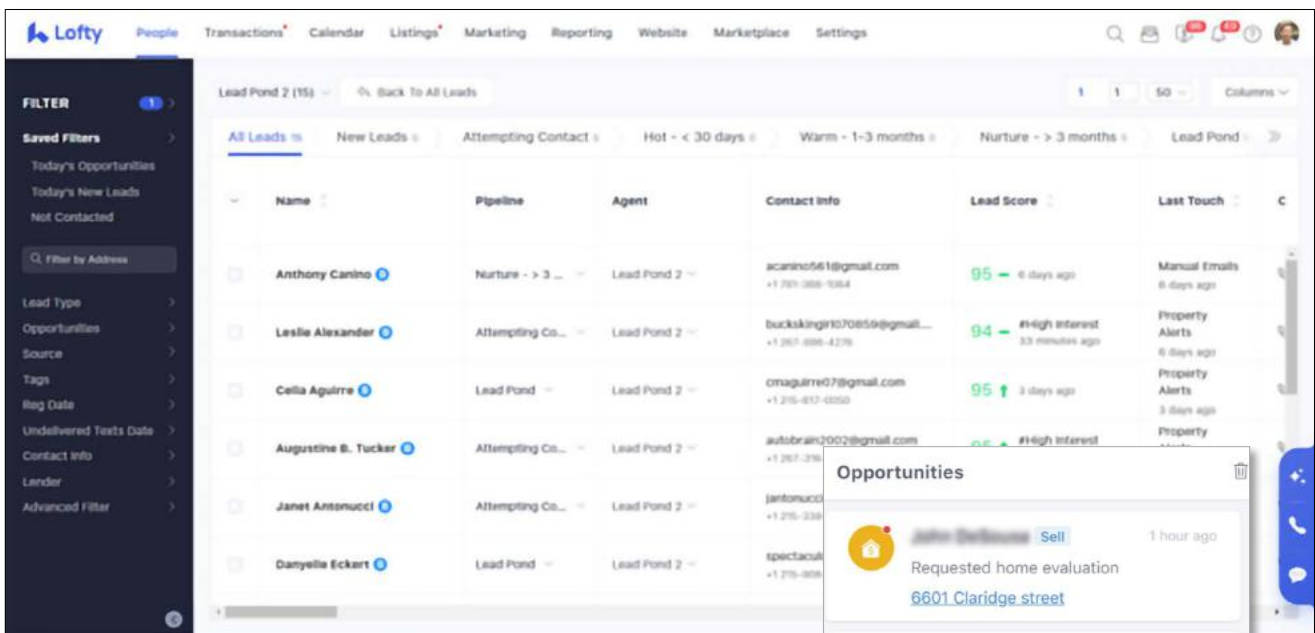 Lofty People Transactions Calendar Listings Marketing Reporting Website Marketplace Settings
FILTER 1
Saved Filters
Today's Opportunities
Today's New Leads
Not Contacted
Filter by Address
Lead Type
Opportunities
Source
Tags
Reg Date
Undelivered Texts Date
Contact Info
Lender
Advanced Filter
Lead Pond 2 (15) Back To All Leads 1 1 50 Columns
All Leads 15 New Leads Attempting Contact Hot - < 30 days Warm - 1-3 months Nurture - > 3 months Lead Pond
Name Pipeline Agent Contact Info Lead Score Last Touch C
Anthony Canino Nurture - > 3 ... Lead Pond 2 acanino561@gmail.com 95 6 days ago Manual Emails
6 days ago
Leslie Alexander Attempting Co... Lead Pond 2 94 #High Interest Property
33 minutes ago Alerts
6 days ago
Celia Aguirre Lead Pond Lead Pond 2 cmaguirre07@gmail.com 95 3 days ago Property
+1 215-817-0050 Alerts
3 days ago
Augustine B. Tucker Attempting Co... Lead Pond 2 autobrain2002@gmail.com #High Interest Property
Janet Antonucci Attempting Co... Lead Pond 2 jantonucci
Danyelle Eckert Lead Pond Lead Pond 2
Opportunities
Sell 1 hour ago
Requested home evaluation
6601 Claridge street